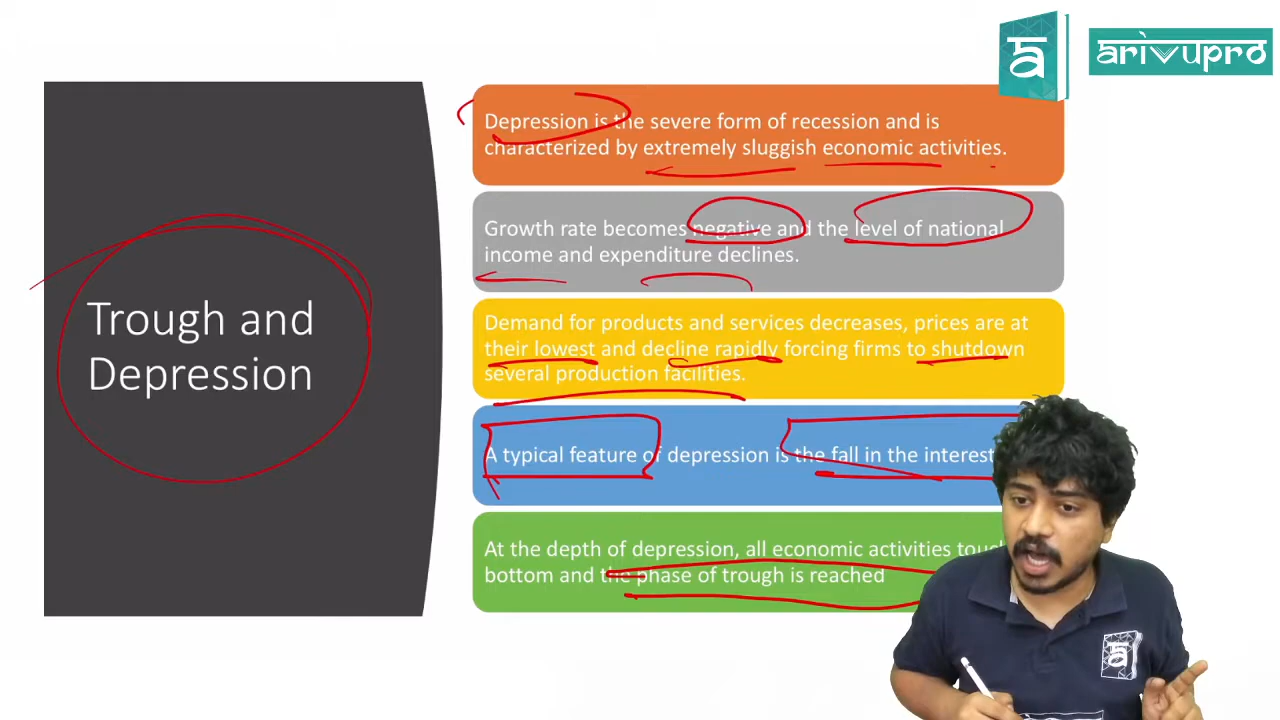 arivupro
Trough and
Depression
Depression is the severe form of recession and is
characterized by extremely sluggish economic activities.
Growth rate becomes negative and the level of national
income and expenditure declines.
Demand for products and services decreases, prices are at
their lowest and decline rapidly forcing firms to shutdown
several production facilities.
A typical feature of depression is the fall in the interest
At the depth of depression, all economic activities
bottom and the phase of trough is reached